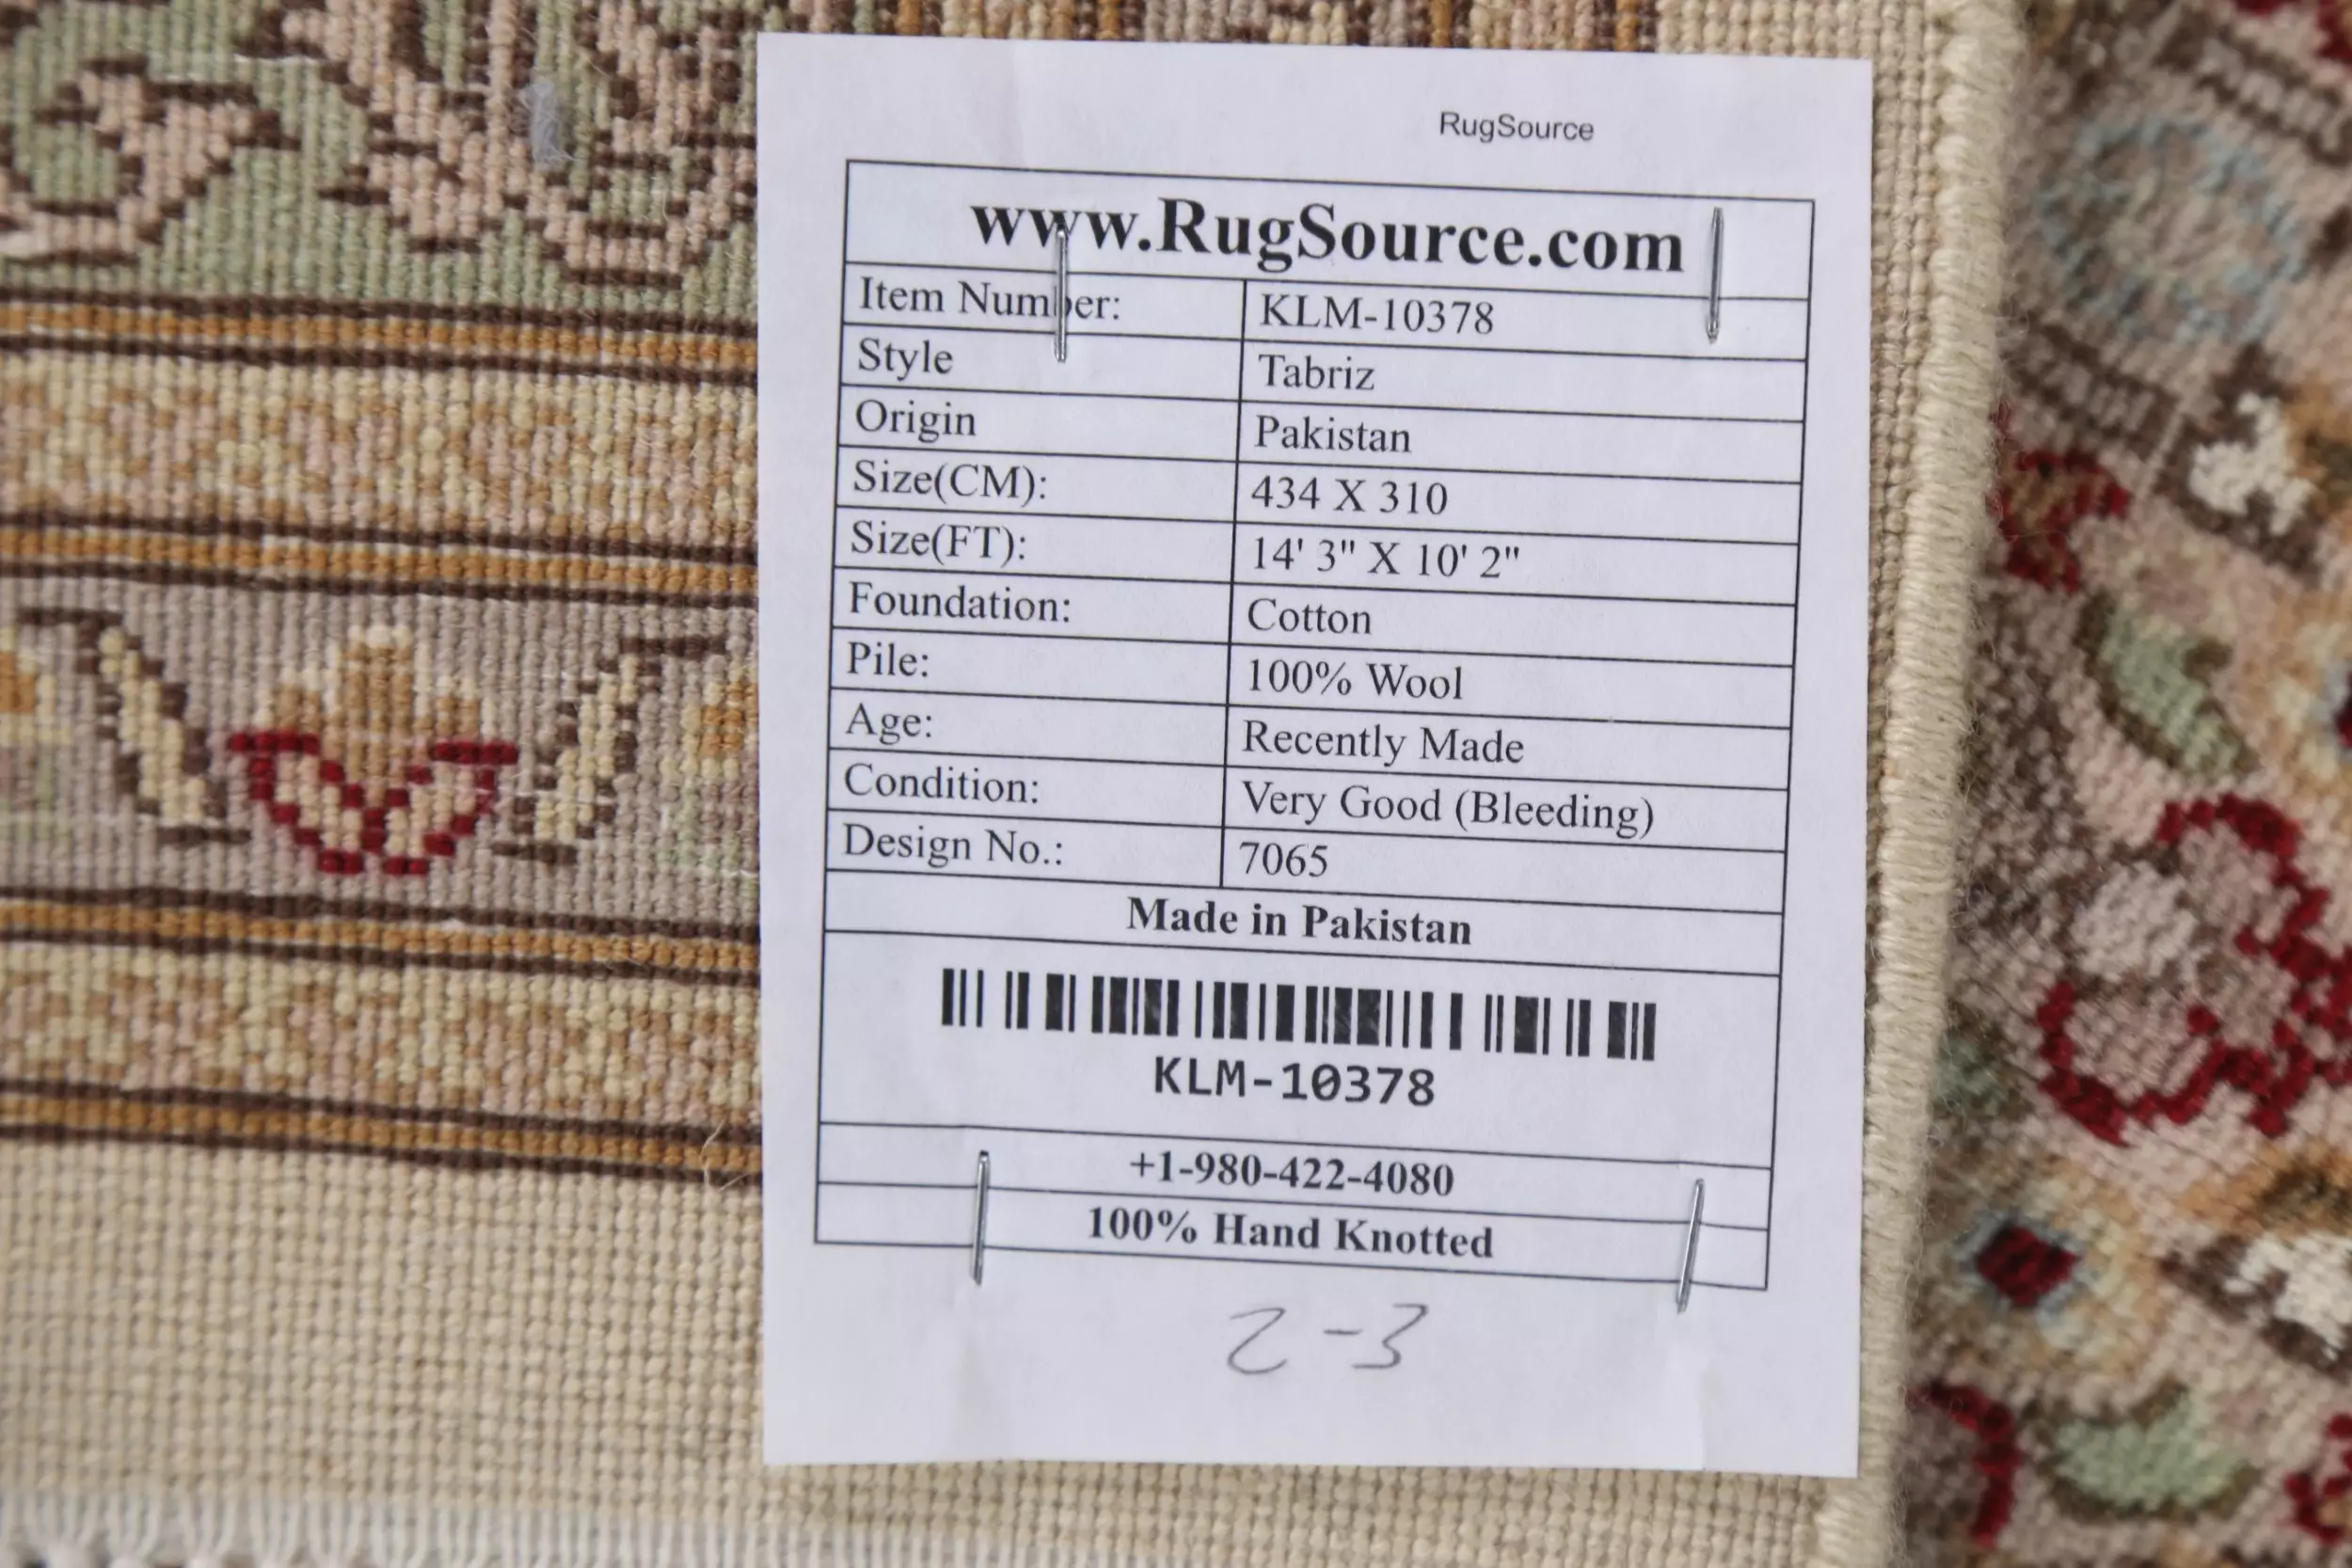 RugSource
www.RugSource.com
Item Number: KLM-10378
Style Tabriz
Origin Pakistan
Size(CM): 434 X 310
Size(FT): 14' 3" X 10' 2"
Foundation: Cotton
Pile: 100% Wool
Age: Recently Made
Condition: Very Good (Bleeding)
Design No.: 7065
Made in Pakistan
KLM-10378
+1-980-422-4080
100% Hand Knotted
2-3